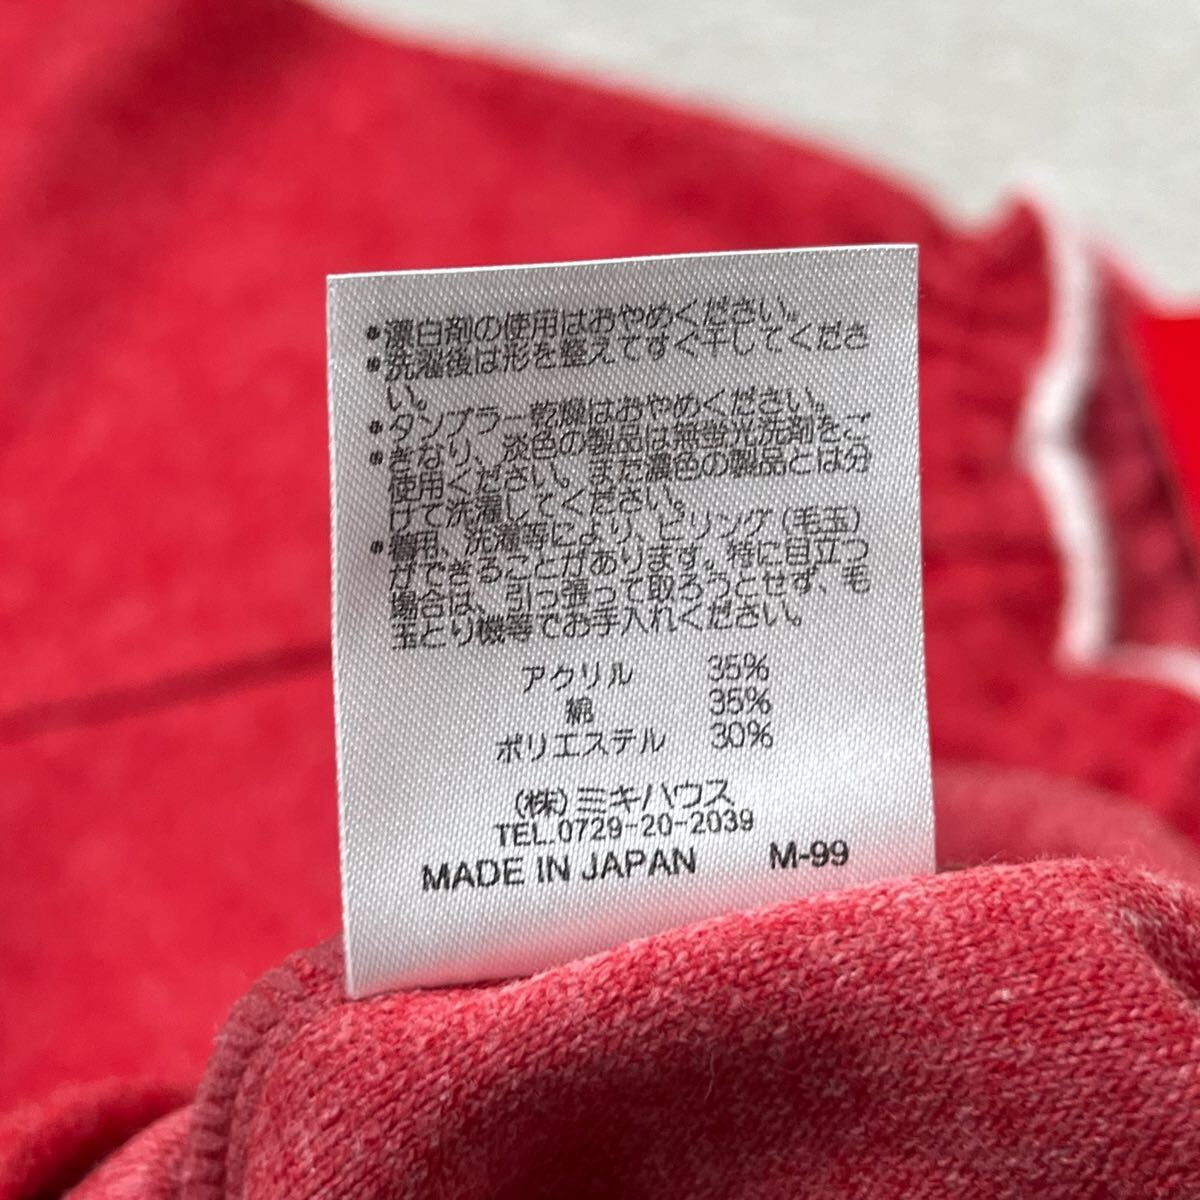 •漂白剤の使用はおやめください。
•洗濯後は形を整えてすぐ干してくださ
い。
•タンブラー乾燥はおやめください。
•きなり、淡色の製品は無蛍光洗剤をご
使用ください。また濃色の製品とは分
けて洗濯してください。
•着用、洗濯等により、ピリング(毛玉)
ができることがあります。特に目立つ
場合は、引っ張って取ろうとせず、毛
玉とり機等でお手入れください。
アクリル 35%
綿 35%
ポリエステル 30%
(株)ミキハウス
TEL.0729-20-2039
MADE IN JAPAN M-99